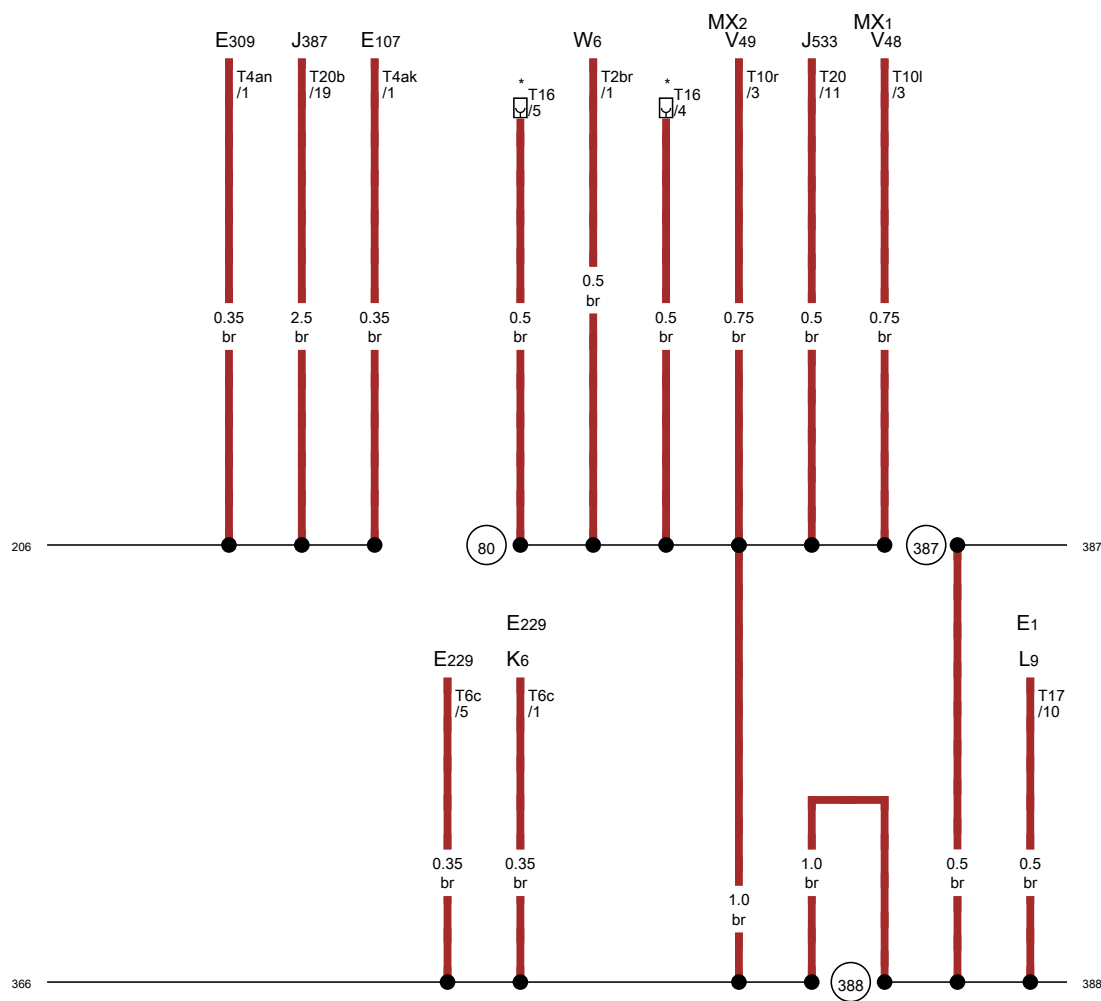 MX2 MX1
E309 J387 E107 W6 V49 J533 V48
T4an T20b T4ak * T2br * T10r T20 T10l
/1 /19 /1 T16 /1 T16 /3 /11 /3
/5 /4
0.5
br
0.35 2.5 0.35 0.5 0.5 0.75 0.5 0.75
br br br br br br br br
206 80 387 387
E229 E1
E229 K6 L9
T6c T6c T17
/5 /1 /10
0.35 0.35 1.0 0.5 0.5
br br br br br
1.0
br
366 388 388